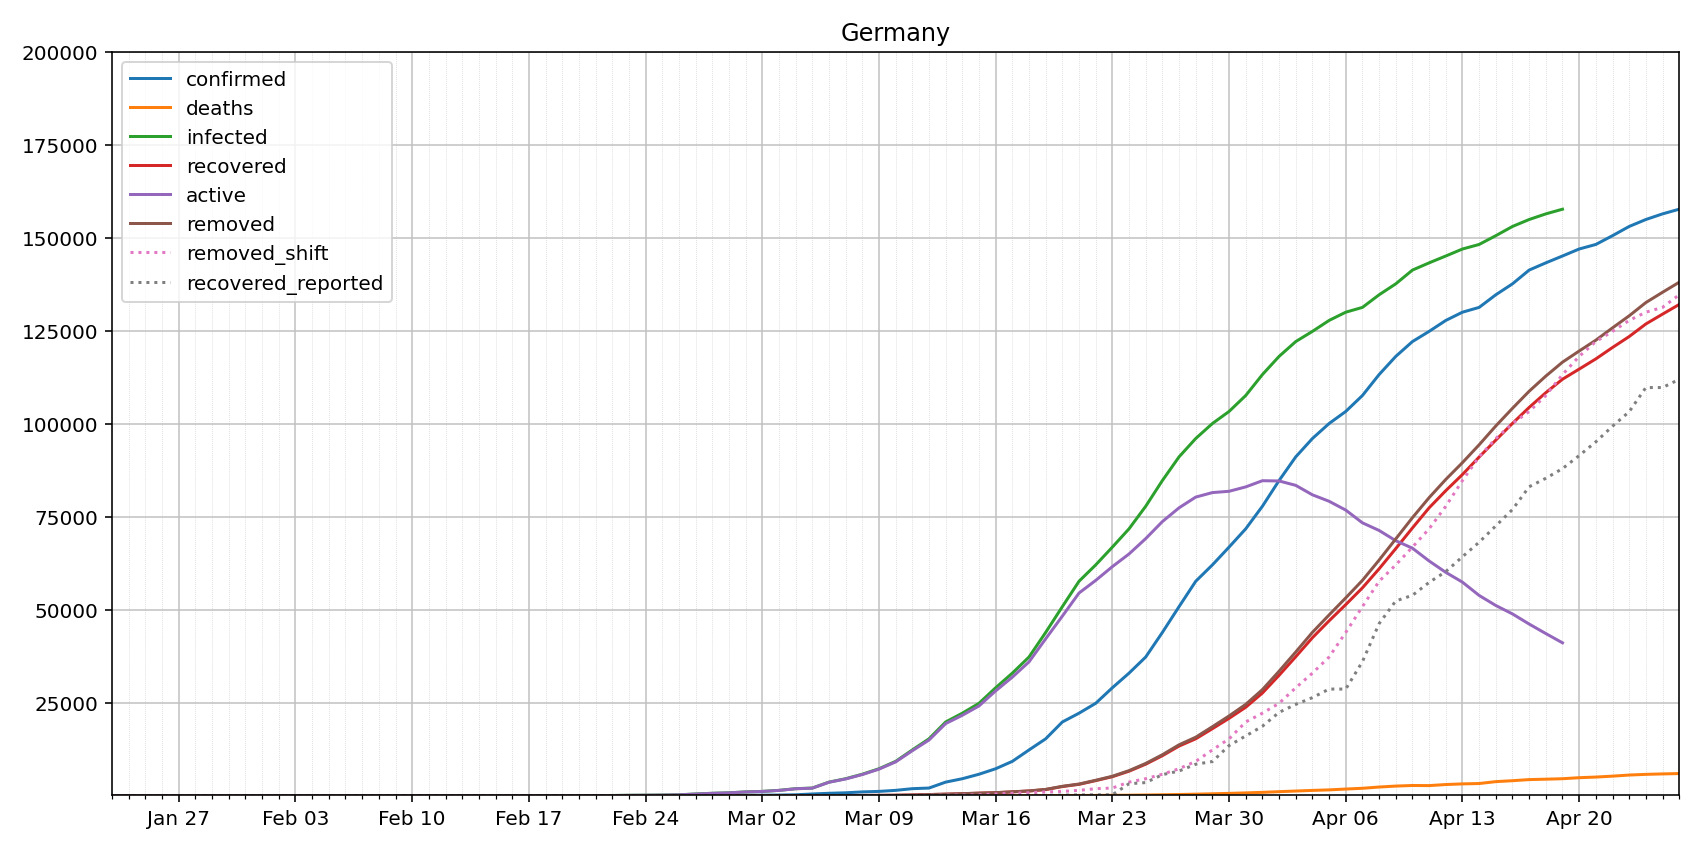 Germany
200000
175000
150000
125000
100000
75000
50000
25000
confirmed
deaths
infected
recovered
active
removed
removed_shift
recovered_reported
Jan 27 Feb 03 Feb 10 Feb 17 Feb 24 Mar 02 Mar 09 Mar 16 Mar 23 Mar 30 Apr 06 Apr 13 Apr 20